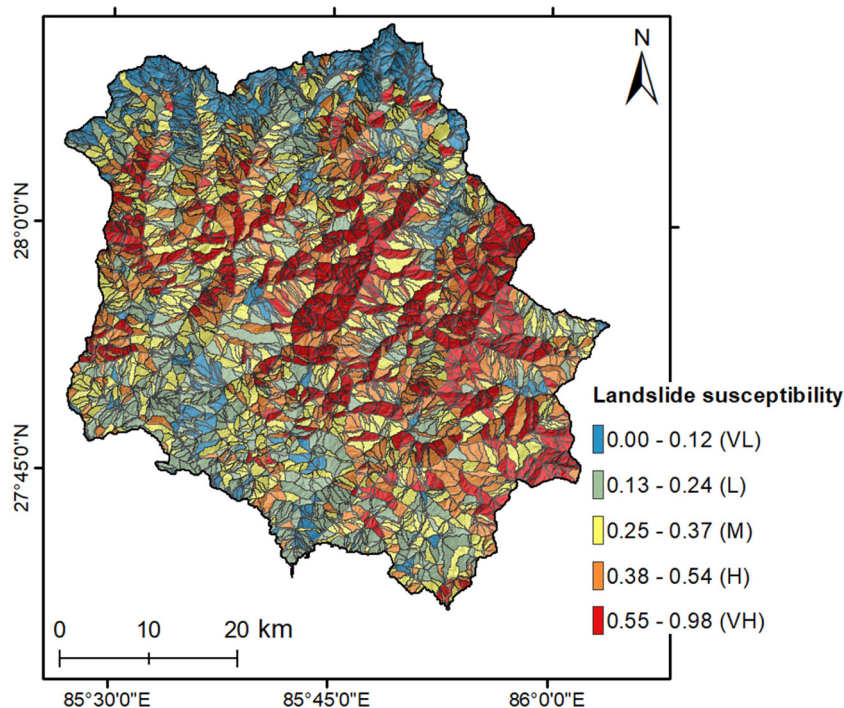 N
28°0'0"N
27°45'0"N
Landslide susceptibility
0.00 - 0.12 (VL)
0.13 - 0.24 (L)
0.25 - 0.37 (M)
0.38 - 0.54 (H)
0.55 - 0.98 (VH)
0 10 20 km
85°30'0"E 85°45'0"E 86°0'0"E